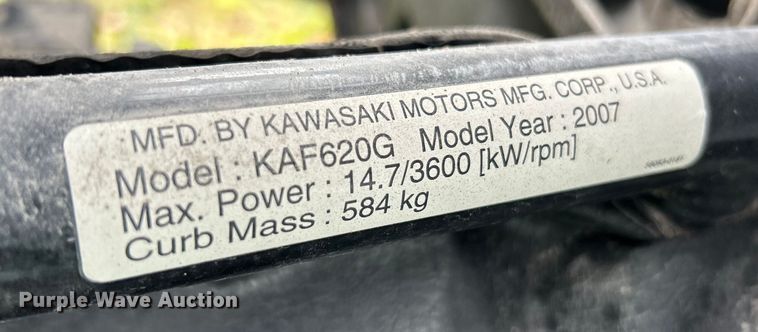 MFD. BY KAWASAKI MOTORS MFG. CORP., U.S.A.
Model : KAF620G Model Year : 2007
Max. Power : 14.7/3600 [kW/rpm]
Curb Mass : 584 kg
Purple Wave Auction